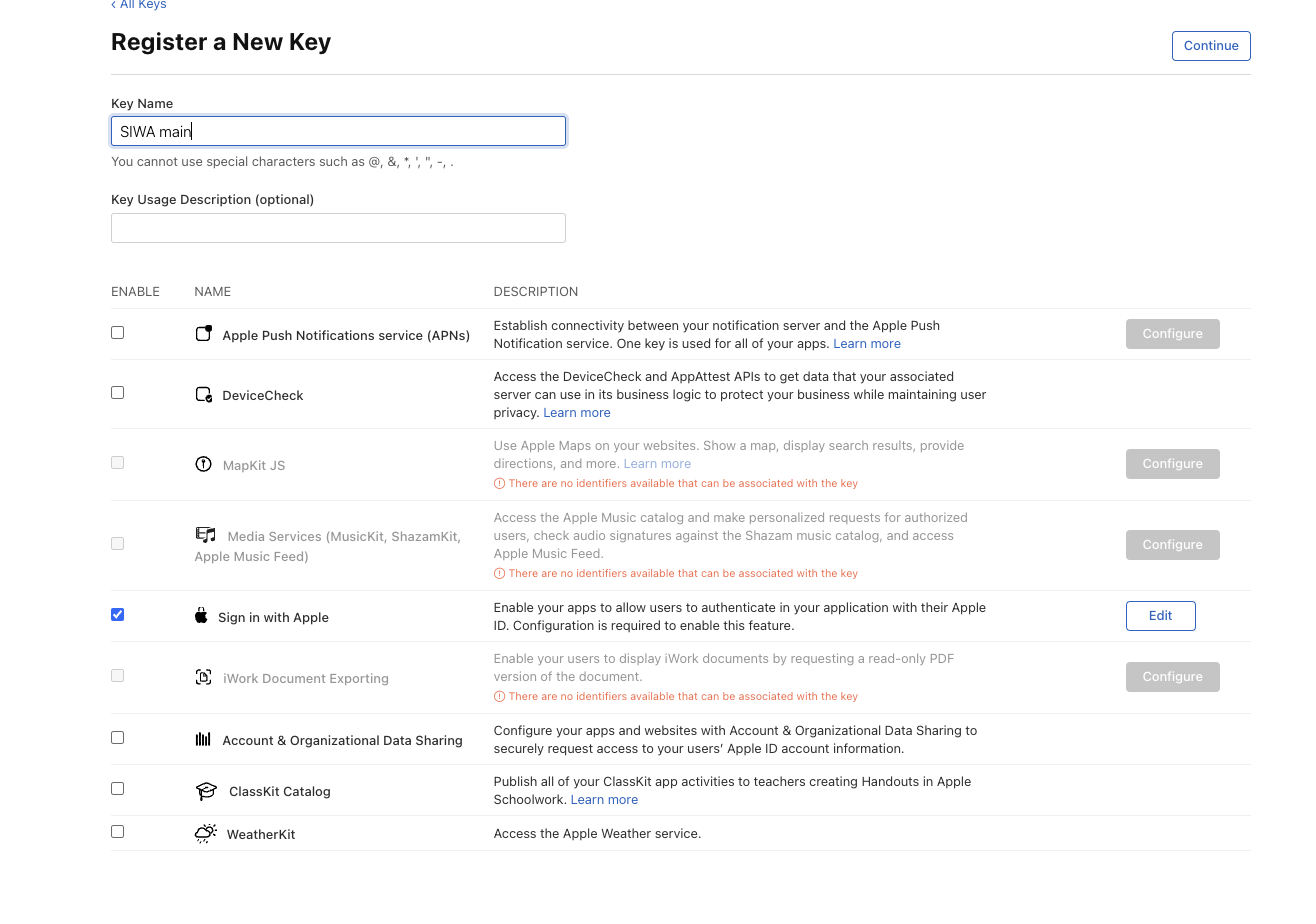 ‹ All Keys
Register a New Key
Continue
Key Name
SIWA main
You cannot use special characters such as @, &, *, ', ", -, .
Key Usage Description (optional)
ENABLE NAME DESCRIPTION
Apple Push Notifications service (APNs)
Establish connectivity between your notification server and the Apple Push
Notification service. One key is used for all of your apps. Learn more
Configure
DeviceCheck
Access the DeviceCheck and AppAttest APIs to get data that your associated
server can use in its business logic to protect your business while maintaining user
privacy. Learn more
MapKit JS
Use Apple Maps on your websites. Show a map, display search results, provide
directions, and more. Learn more
There are no identifiers available that can be associated with the key
Configure
Media Services (MusicKit, ShazamKit,
Apple Music Feed)
Access the Apple Music catalog and make personalized requests for authorized
users, check audio signatures against the Shazam music catalog, and access
Apple Music Feed.
There are no identifiers available that can be associated with the key
Configure
Sign in with Apple
Enable your apps to allow users to authenticate in your application with their Apple
ID. Configuration is required to enable this feature.
Edit
iWork Document Exporting
Enable your users to display iWork documents by requesting a read-only PDF
version of the document.
There are no identifiers available that can be associated with the key
Configure
Account & Organizational Data Sharing
Configure your apps and websites with Account & Organizational Data Sharing to
securely request access to your users’ Apple ID account information.
ClassKit Catalog
Publish all of your ClassKit app activities to teachers creating Handouts in Apple
Schoolwork. Learn more
WeatherKit
Access the Apple Weather service.